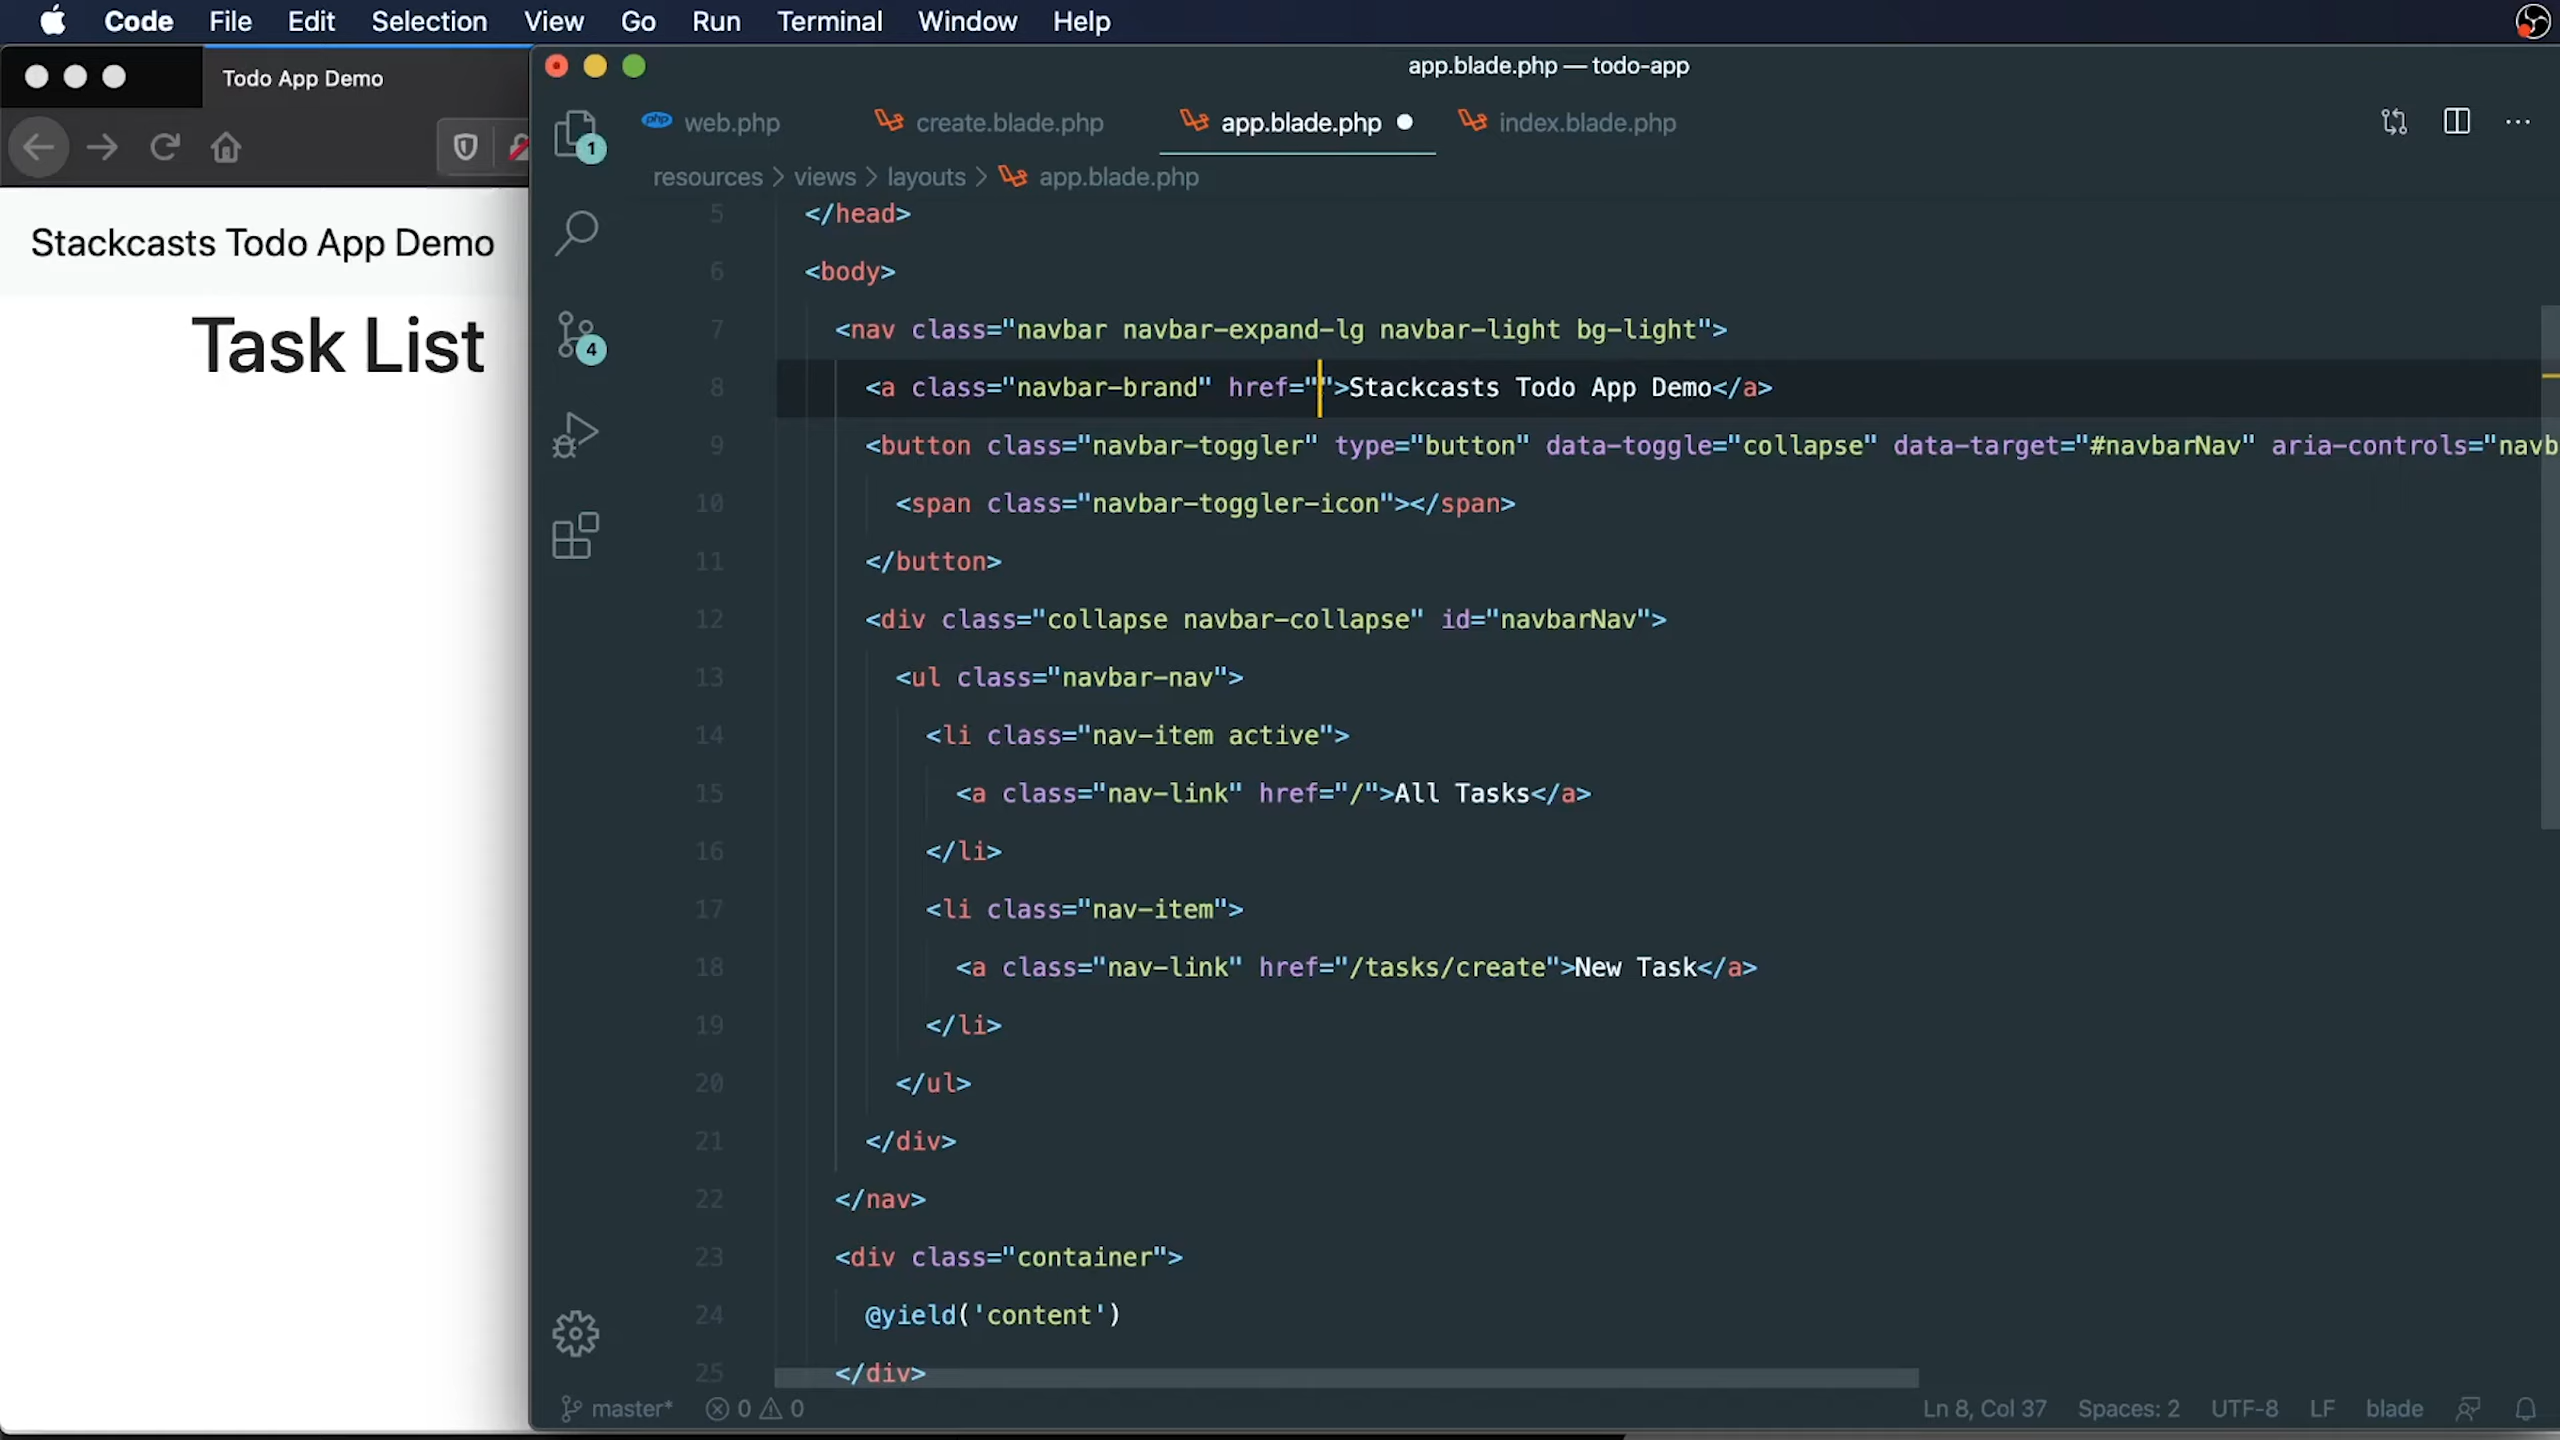 Code File Edit Selection View Go Run Terminal Window Help
Todo App Demo
Stackcasts Todo App Demo
Task List
app.blade.php — todo-app
web.php create.blade.php app.blade.php index.blade.php
resources > views > layouts > app.blade.php
1
4
5 </head>
6 <body>
7 <nav class="navbar navbar-expand-lg navbar-light bg-light">
8 <a class="navbar-brand" href="">Stackcasts Todo App Demo</a>
9 <button class="navbar-toggler" type="button" data-toggle="collapse" data-target="#navbarNav" aria-controls="navb
10 <span class="navbar-toggler-icon"></span>
11 </button>
12 <div class="collapse navbar-collapse" id="navbarNav">
13 <ul class="navbar-nav">
14 <li class="nav-item active">
15 <a class="nav-link" href="/">All Tasks</a>
16 </li>
17 <li class="nav-item">
18 <a class="nav-link" href="/tasks/create">New Task</a>
19 </li>
20 </ul>
21 </div>
22 </nav>
23 <div class="container">
24 @yield('content')
25 </div>
master* 0 0 Ln 8, Col 37 Spaces: 2 UTF-8 LF blade